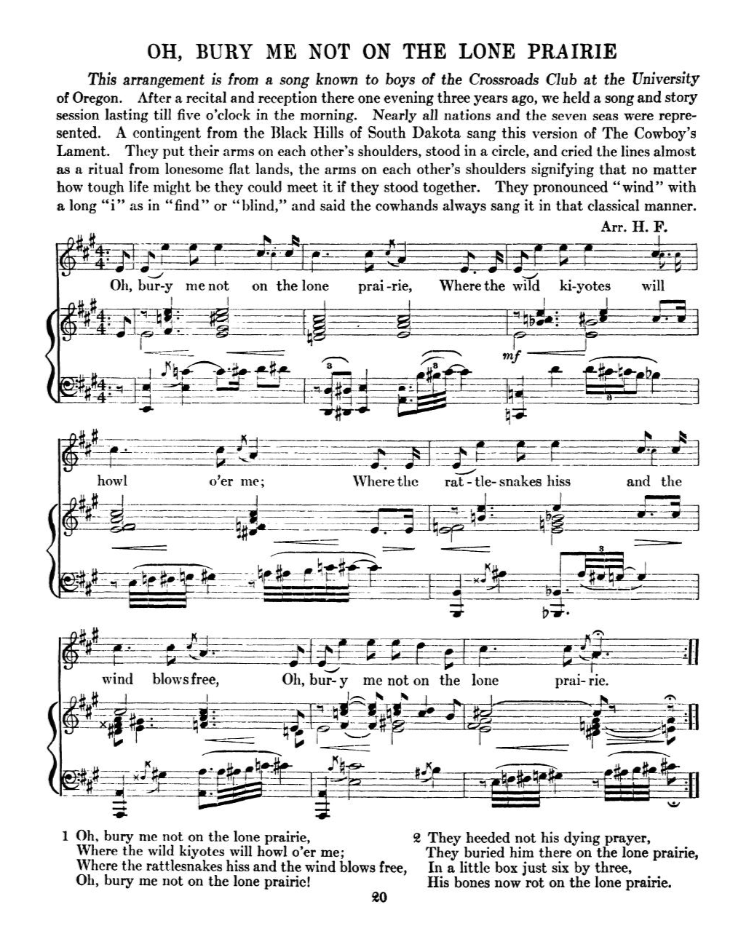 OH, BURY ME NOT ON THE LONE PRAIRIE
This arrangement is from a song known to boys of the Crossroads Club at the University
of Oregon. After a recital and reception there one evening three years ago, we held a song and story
session lasting till five o'clock in the morning. Nearly all nations and the seven seas were repre-
sented. A contingent from the Black Hills of South Dakota sang this version of The Cowboy's
Lament. They put their arms on each other's shoulders, stood in a circle, and cried the lines almost
as a ritual from lonesome flat lands, the arms on each other's shoulders signifying that no matter
how tough life might be they could meet it if they stood together. They pronounced "wind" with
a long "i" as in "find" or "blind," and said the cowhands always sang it in that classical manner.
Arr. H. F.
Oh, bur-y me not on the lone prai-rie, Where the wild ki-yotes will
3 3
mf
3
howl o'er me; Where the rat-tle-snakes hiss and the
3
wind blows free, Oh, bur-y me not on the lone prai-rie.
1 Oh, bury me not on the lone prairie,
Where the wild kiyotes will howl o'er me;
Where the rattlesnakes hiss and the wind blows free,
Oh, bury me not on the lone prairie!
2 They heeded not his dying prayer,
They buried him there on the lone prairie,
In a little box just six by three,
His bones now rot on the lone prairie.
20